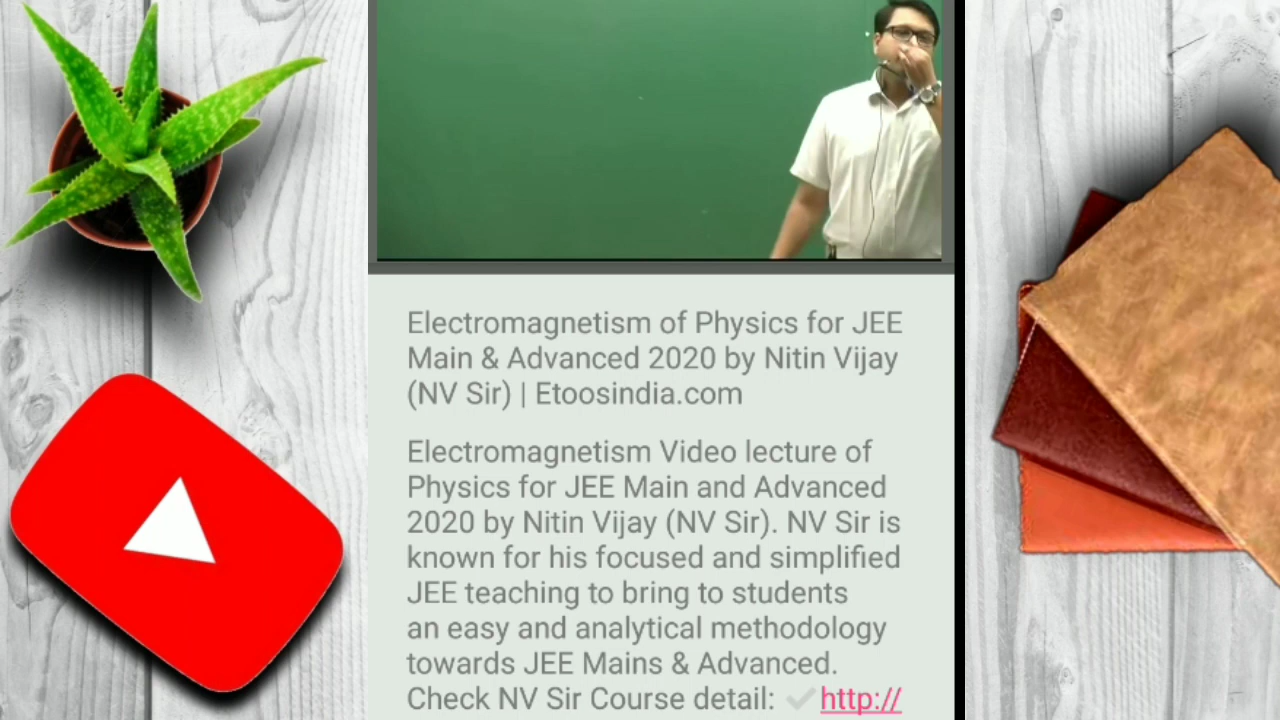 Electromagnetism of Physics for JEE
Main & Advanced 2020 by Nitin Vijay
(NV Sir) | Etoosindia.com
Electromagnetism Video lecture of
Physics for JEE Main and Advanced
2020 by Nitin Vijay (NV Sir). NV Sir is
known for his focused and simplified
JEE teaching to bring to students
an easy and analytical methodology
towards JEE Mains & Advanced.
Check NV Sir Course detail: ✓http://